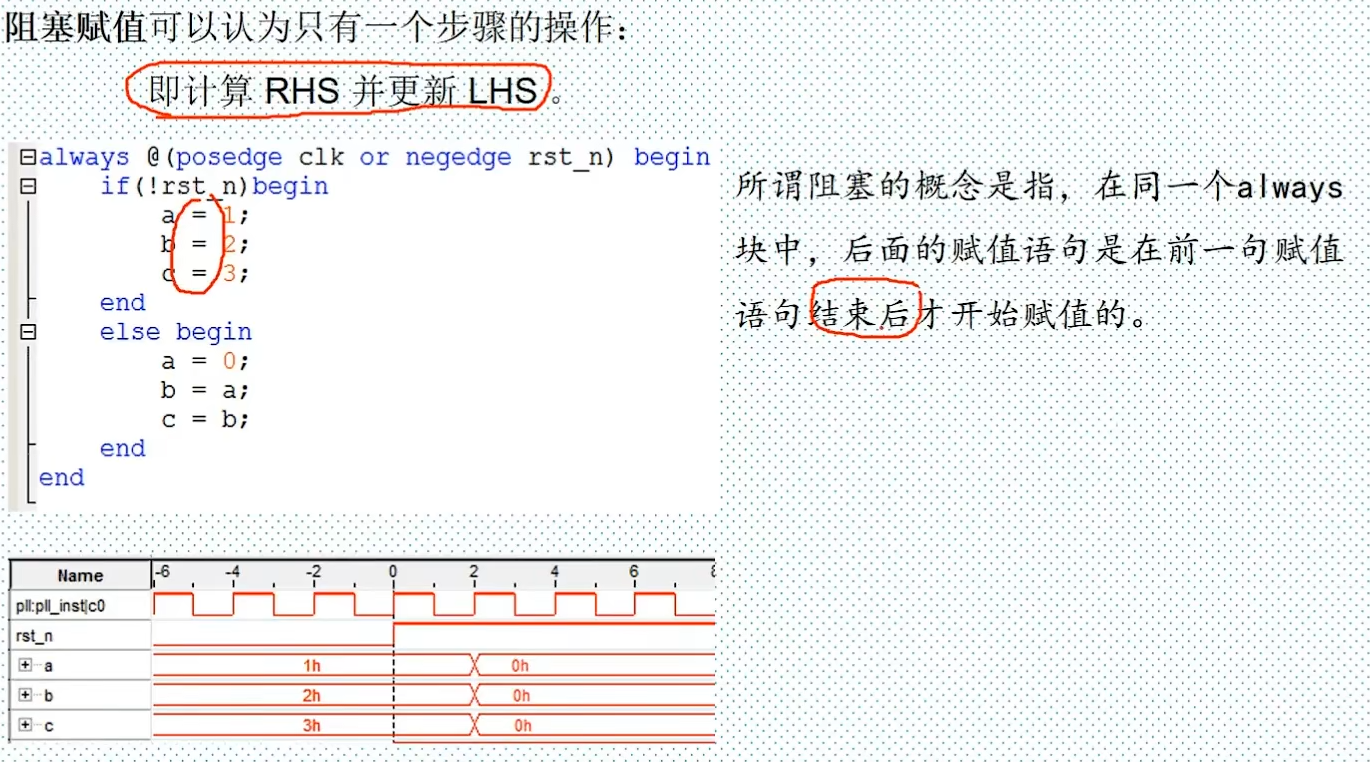 阻塞赋值可以认为只有一个步骤的操作：
即计算 RHS 并更新 LHS 。
always @(posedge clk or negedge rst_n) begin
if(!rst_n)begin
a = 1;
b = 2;
c = 3;
end
else begin
a = 0;
b = a;
c = b;
end
end
所谓阻塞的概念是指，在同一个always
块中，后面的赋值语句是在前一句赋值
语句结束后才开始赋值的。
Name -6 -4 -2 0 2 4 6 8
pll:pll_inst|c0
rst_n
a 1h 0h
b 2h 0h
c 3h 0h